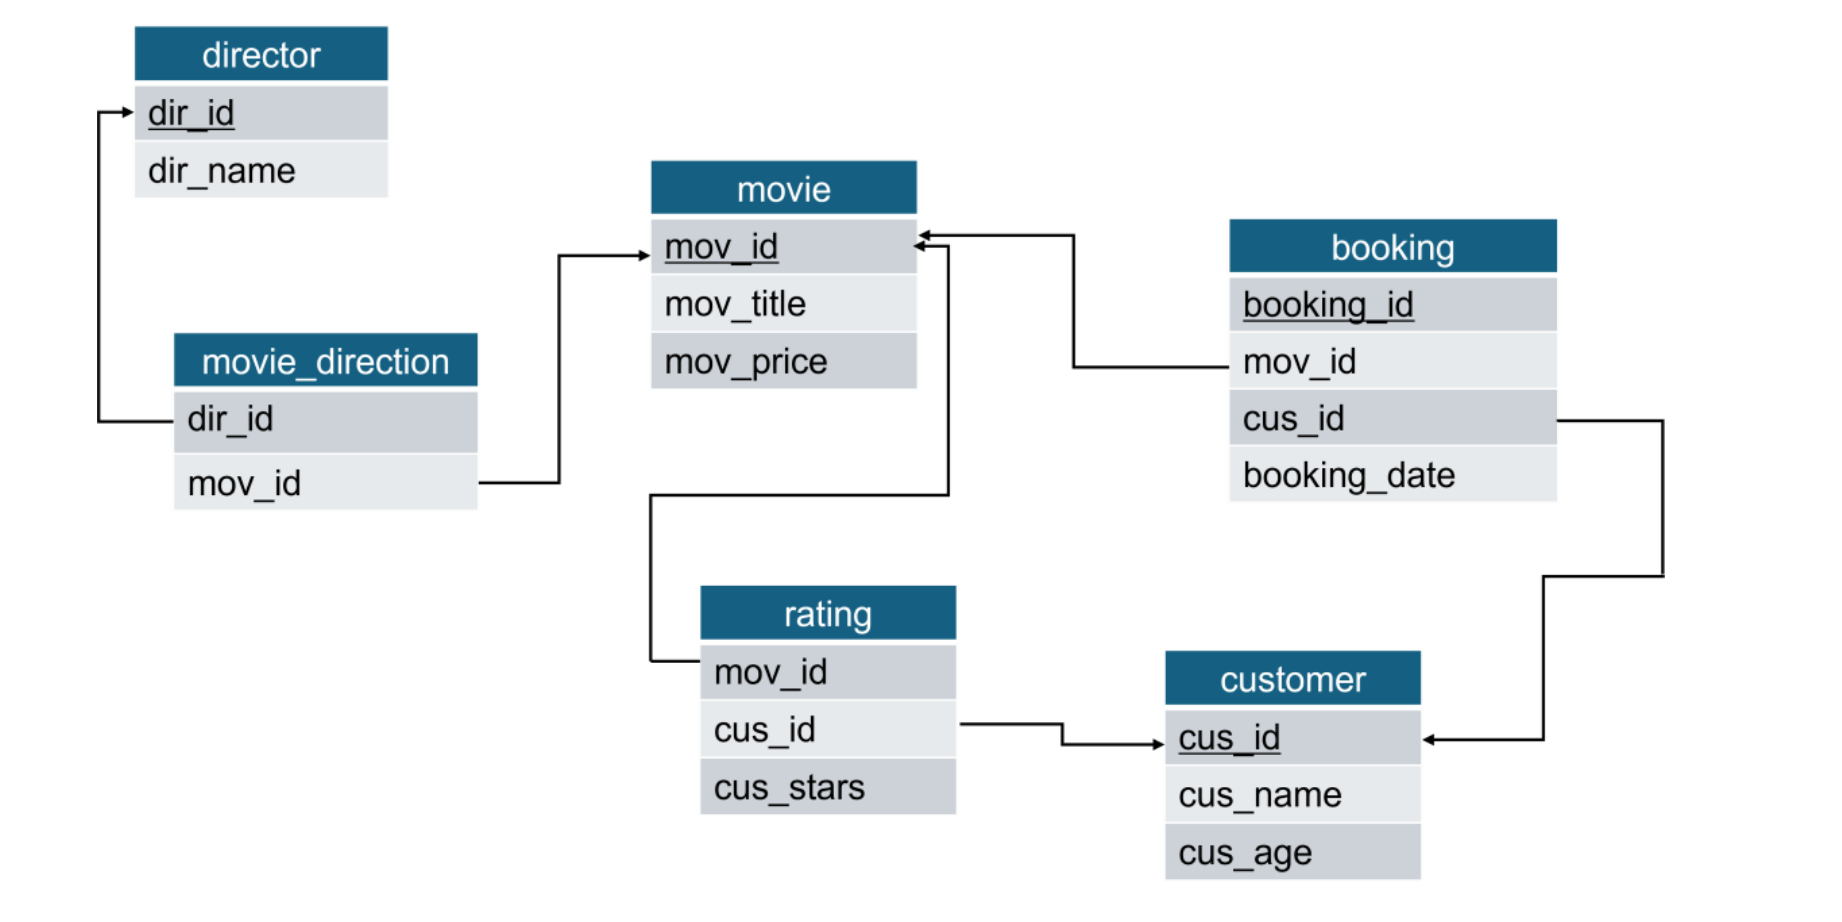 director
dir_id
dir_name
movie
mov_id
mov_title
mov_price
booking
booking_id
mov_id
cus_id
booking_date
movie_direction
dir_id
mov_id
rating
mov_id
cus_id
cus_stars
customer
cus_id
cus_name
cus_age